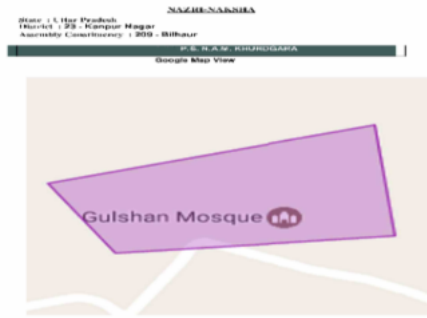 NAZRI-NAKSHA
State : Uttar Pradesh
District : 23 - Kanpur Nagar
Assembly Constituency : 209 - Bilhaur
P.S. N.A.W. KHURDGARA
Google Map View
Gulshan Mosque